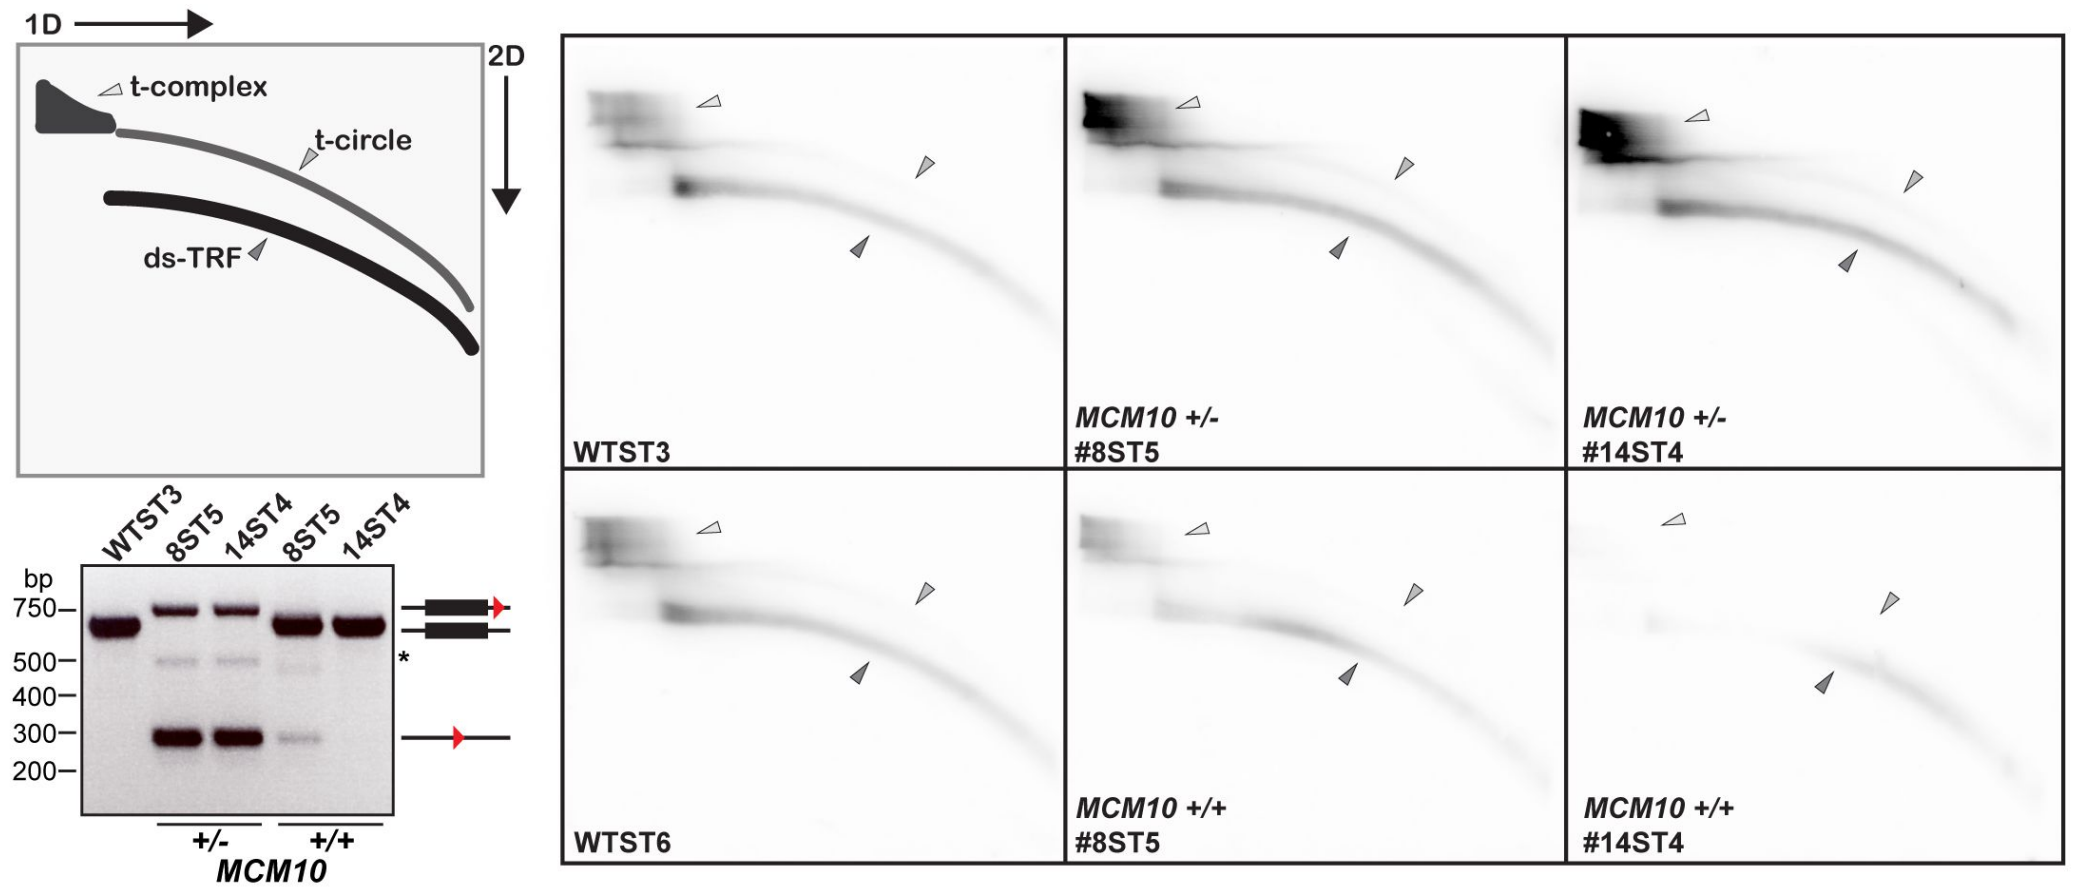 1D
2D
t-complex
t-circle
ds-TRF
WTST3
8ST5
14ST4
8ST5
14ST4
bp
750
500
400
300
200
*
+/-
+/+
MCM10
WTST3
MCM10 +/-
#8ST5
MCM10 +/-
#14ST4
WTST6
MCM10 +/+
#8ST5
MCM10 +/+
#14ST4